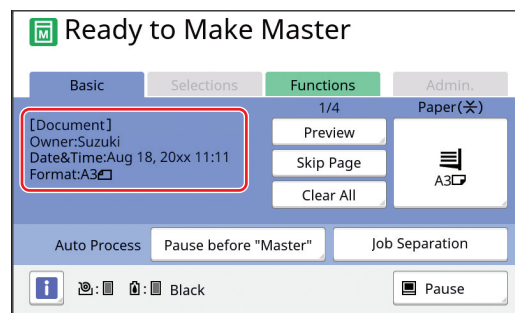 Ready to Make Master
Basic
Selections
Functions
Admin.
[Document]
Owner:Suzuki
Date&Time:Aug 18, 20xx 11:11
Format:A3
1/4
Preview
Skip Page
Clear All
Paper(⚹)
A3
Auto Process
Pause before "Master"
Job Separation
i
Black
Pause